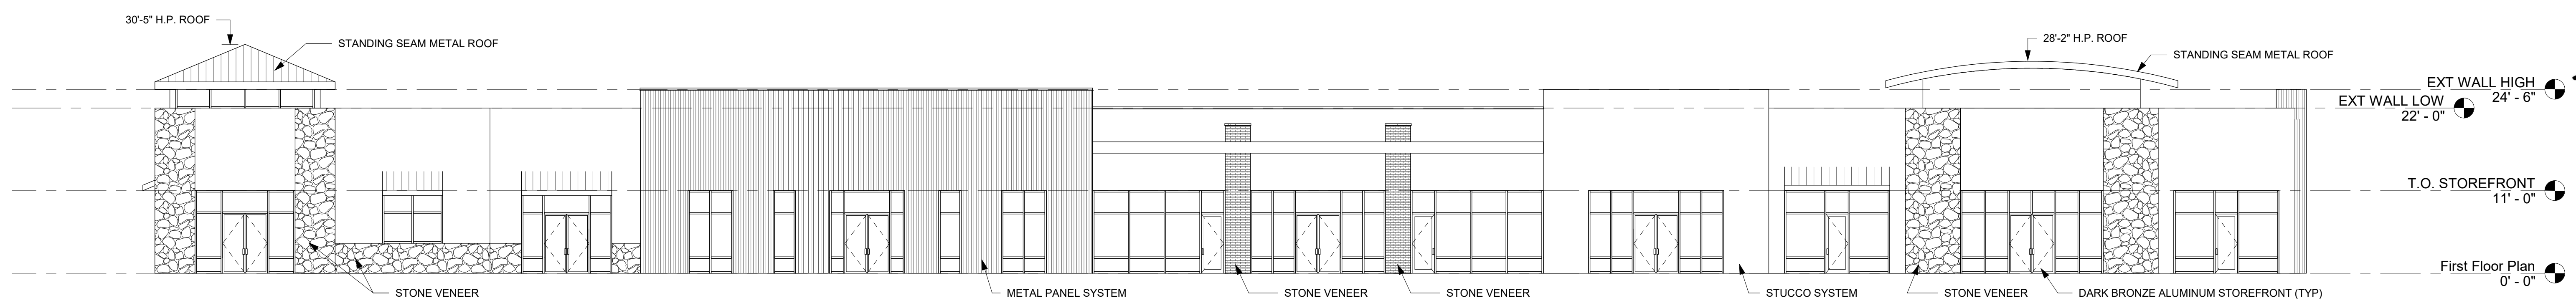 30'-5" H.P. ROOF
STANDING SEAM METAL ROOF
28'-2" H.P. ROOF
STANDING SEAM METAL ROOF
EXT WALL HIGH
24' - 6"
EXT WALL LOW
22' - 0"
T.O. STOREFRONT
11' - 0"
First Floor Plan
0' - 0"
STONE VENEER
METAL PANEL SYSTEM
STONE VENEER
STONE VENEER
STUCCO SYSTEM
STONE VENEER
DARK BRONZE ALUMINUM STOREFRONT (TYP)